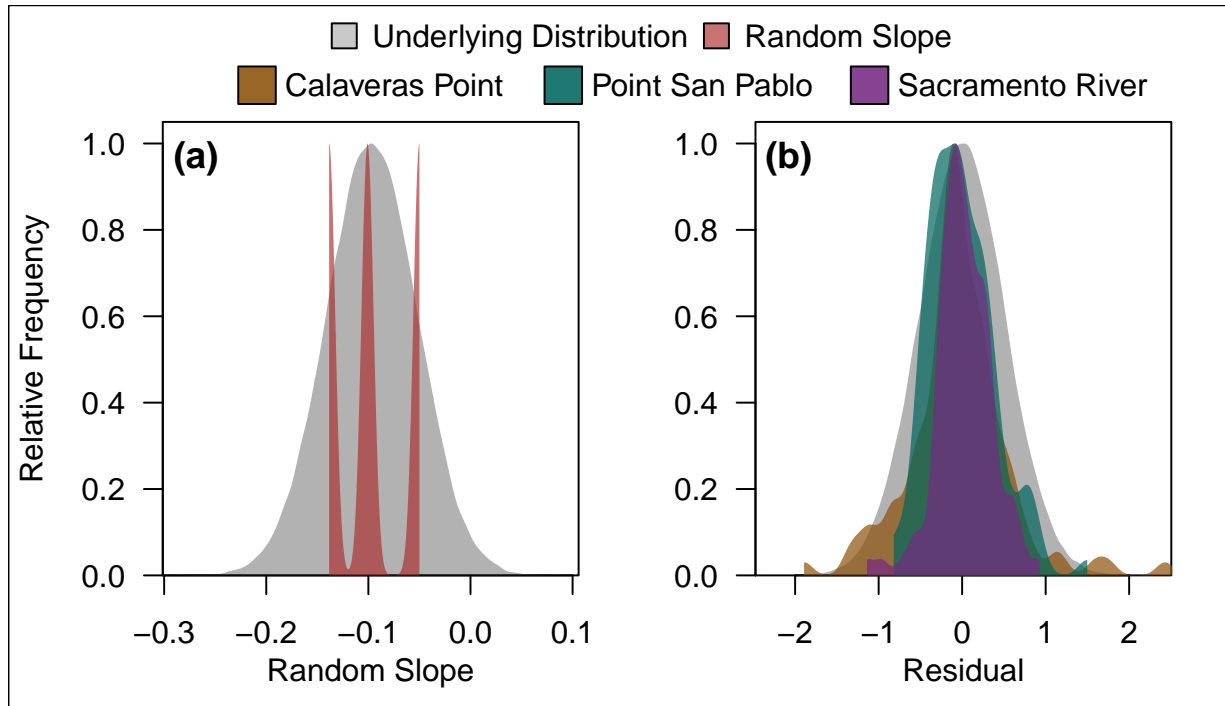 Underlying Distribution Random Slope
Calaveras Point Point San Pablo Sacramento River
(a)
Relative Frequency
1.0
0.8
0.6
0.4
0.2
0.0
−0.3 −0.2 −0.1 0.0 0.1
Random Slope
(b)
1.0
0.8
0.6
0.4
0.2
0.0
−2 −1 0 1 2
Residual